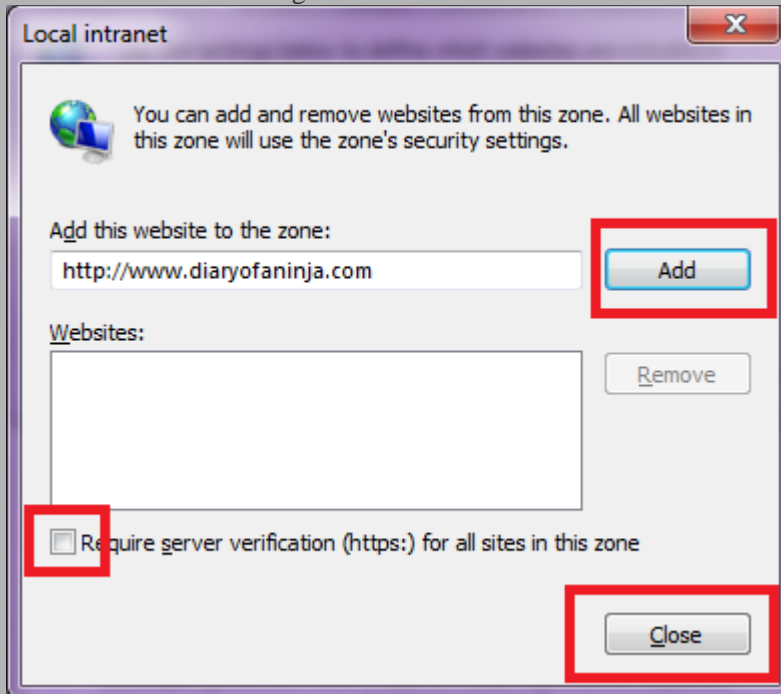 Local intranet
You can add and remove websites from this zone. All websites in
this zone will use the zone's security settings.
Add this website to the zone:
http://www.diaryofaninja.com
Add
Websites:
Remove
Require server verification (https:) for all sites in this zone
Close